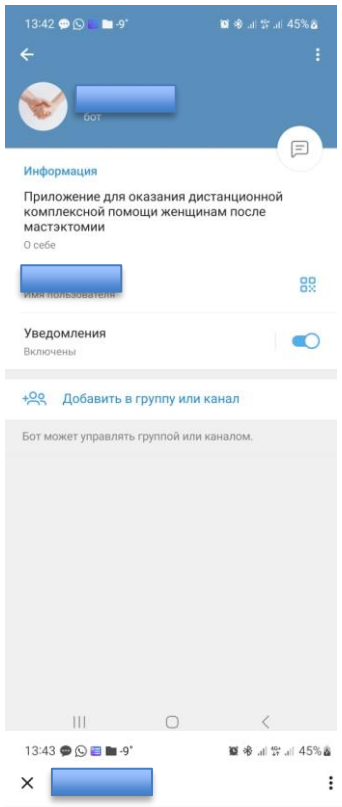 13:42 -9° 45%
бот
Информация
Приложение для оказания дистанционной
комплексной помощи женщинам после
мастэктомии
О себе
Имя пользователя
Уведомления
Включены
Добавить в группу или канал
Бот может управлять группой или каналом.
13:43 -9° 45%